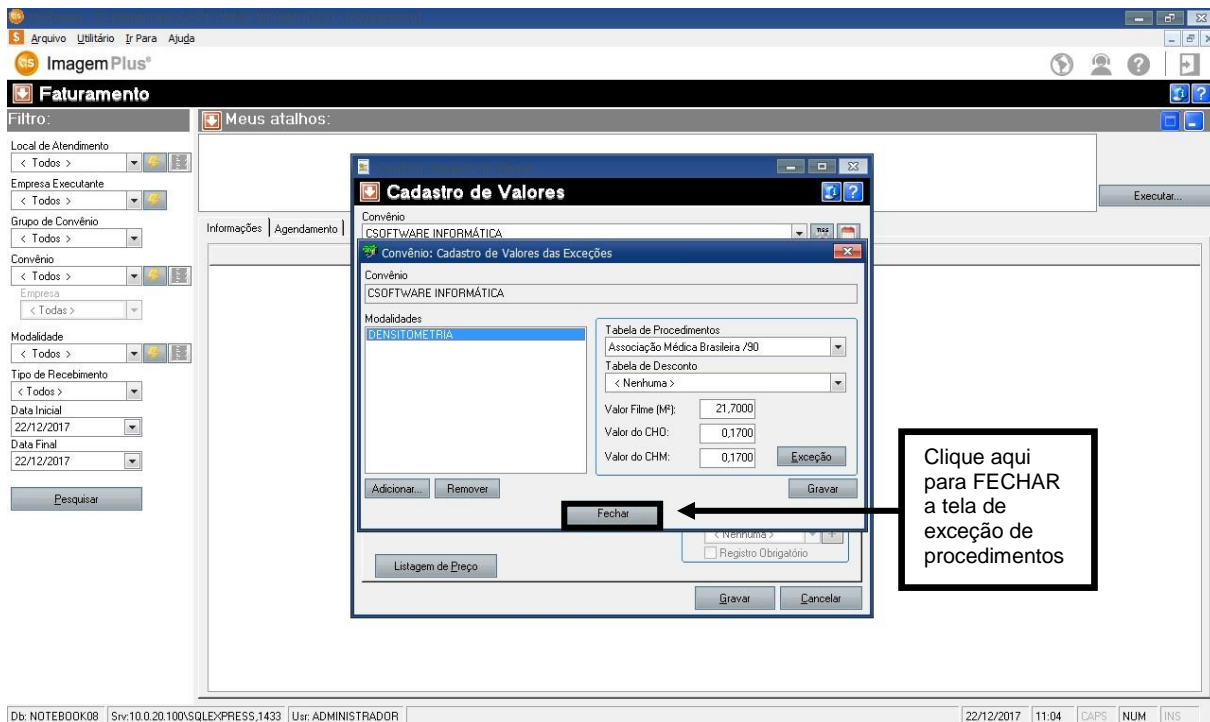 Arquivo Utilitário Ir Para Ajuda
ImagemPlus®
Faturamento
Filtro:
Meus atalhos:
Local de Atendimento
< Todos >
Empresa Executante
< Todos >
Grupo de Convênio
< Todos >
Convênio
< Todos >
Empresa
< Todas >
Modalidade
< Todos >
Tipo de Recebimento
< Todos >
Data Inicial
22/12/2017
Data Final
22/12/2017
Pesquisar
Executar...
Informações Agendamento
Cadastro de Valores
Convênio
CSOFTWARE INFORMÁTICA
Convênio: Cadastro de Valores das Exceções
Convênio
CSOFTWARE INFORMÁTICA
Modalidades
DENSITOMETRIA
Tabela de Procedimentos
Associação Médica Brasileira /90
Tabela de Desconto
< Nenhuma >
Valor Filme (M²): 21,7000
Valor do CHO: 0,1700
Valor do CHM: 0,1700 Exceção
Adicionar... Remover Gravar
Fechar
< Nenhuma >
Registro Obrigatório
Listagem de Preço
Gravar Cancelar
Clique aqui
para FECHAR
a tela de
exceção de
procedimentos
Db: NOTEBOOK08 Srv:10.0.20.100\SQLEXPRESS,1433 Usr: ADMINISTRADOR 22/12/2017 11:04 CAPS NUM INS